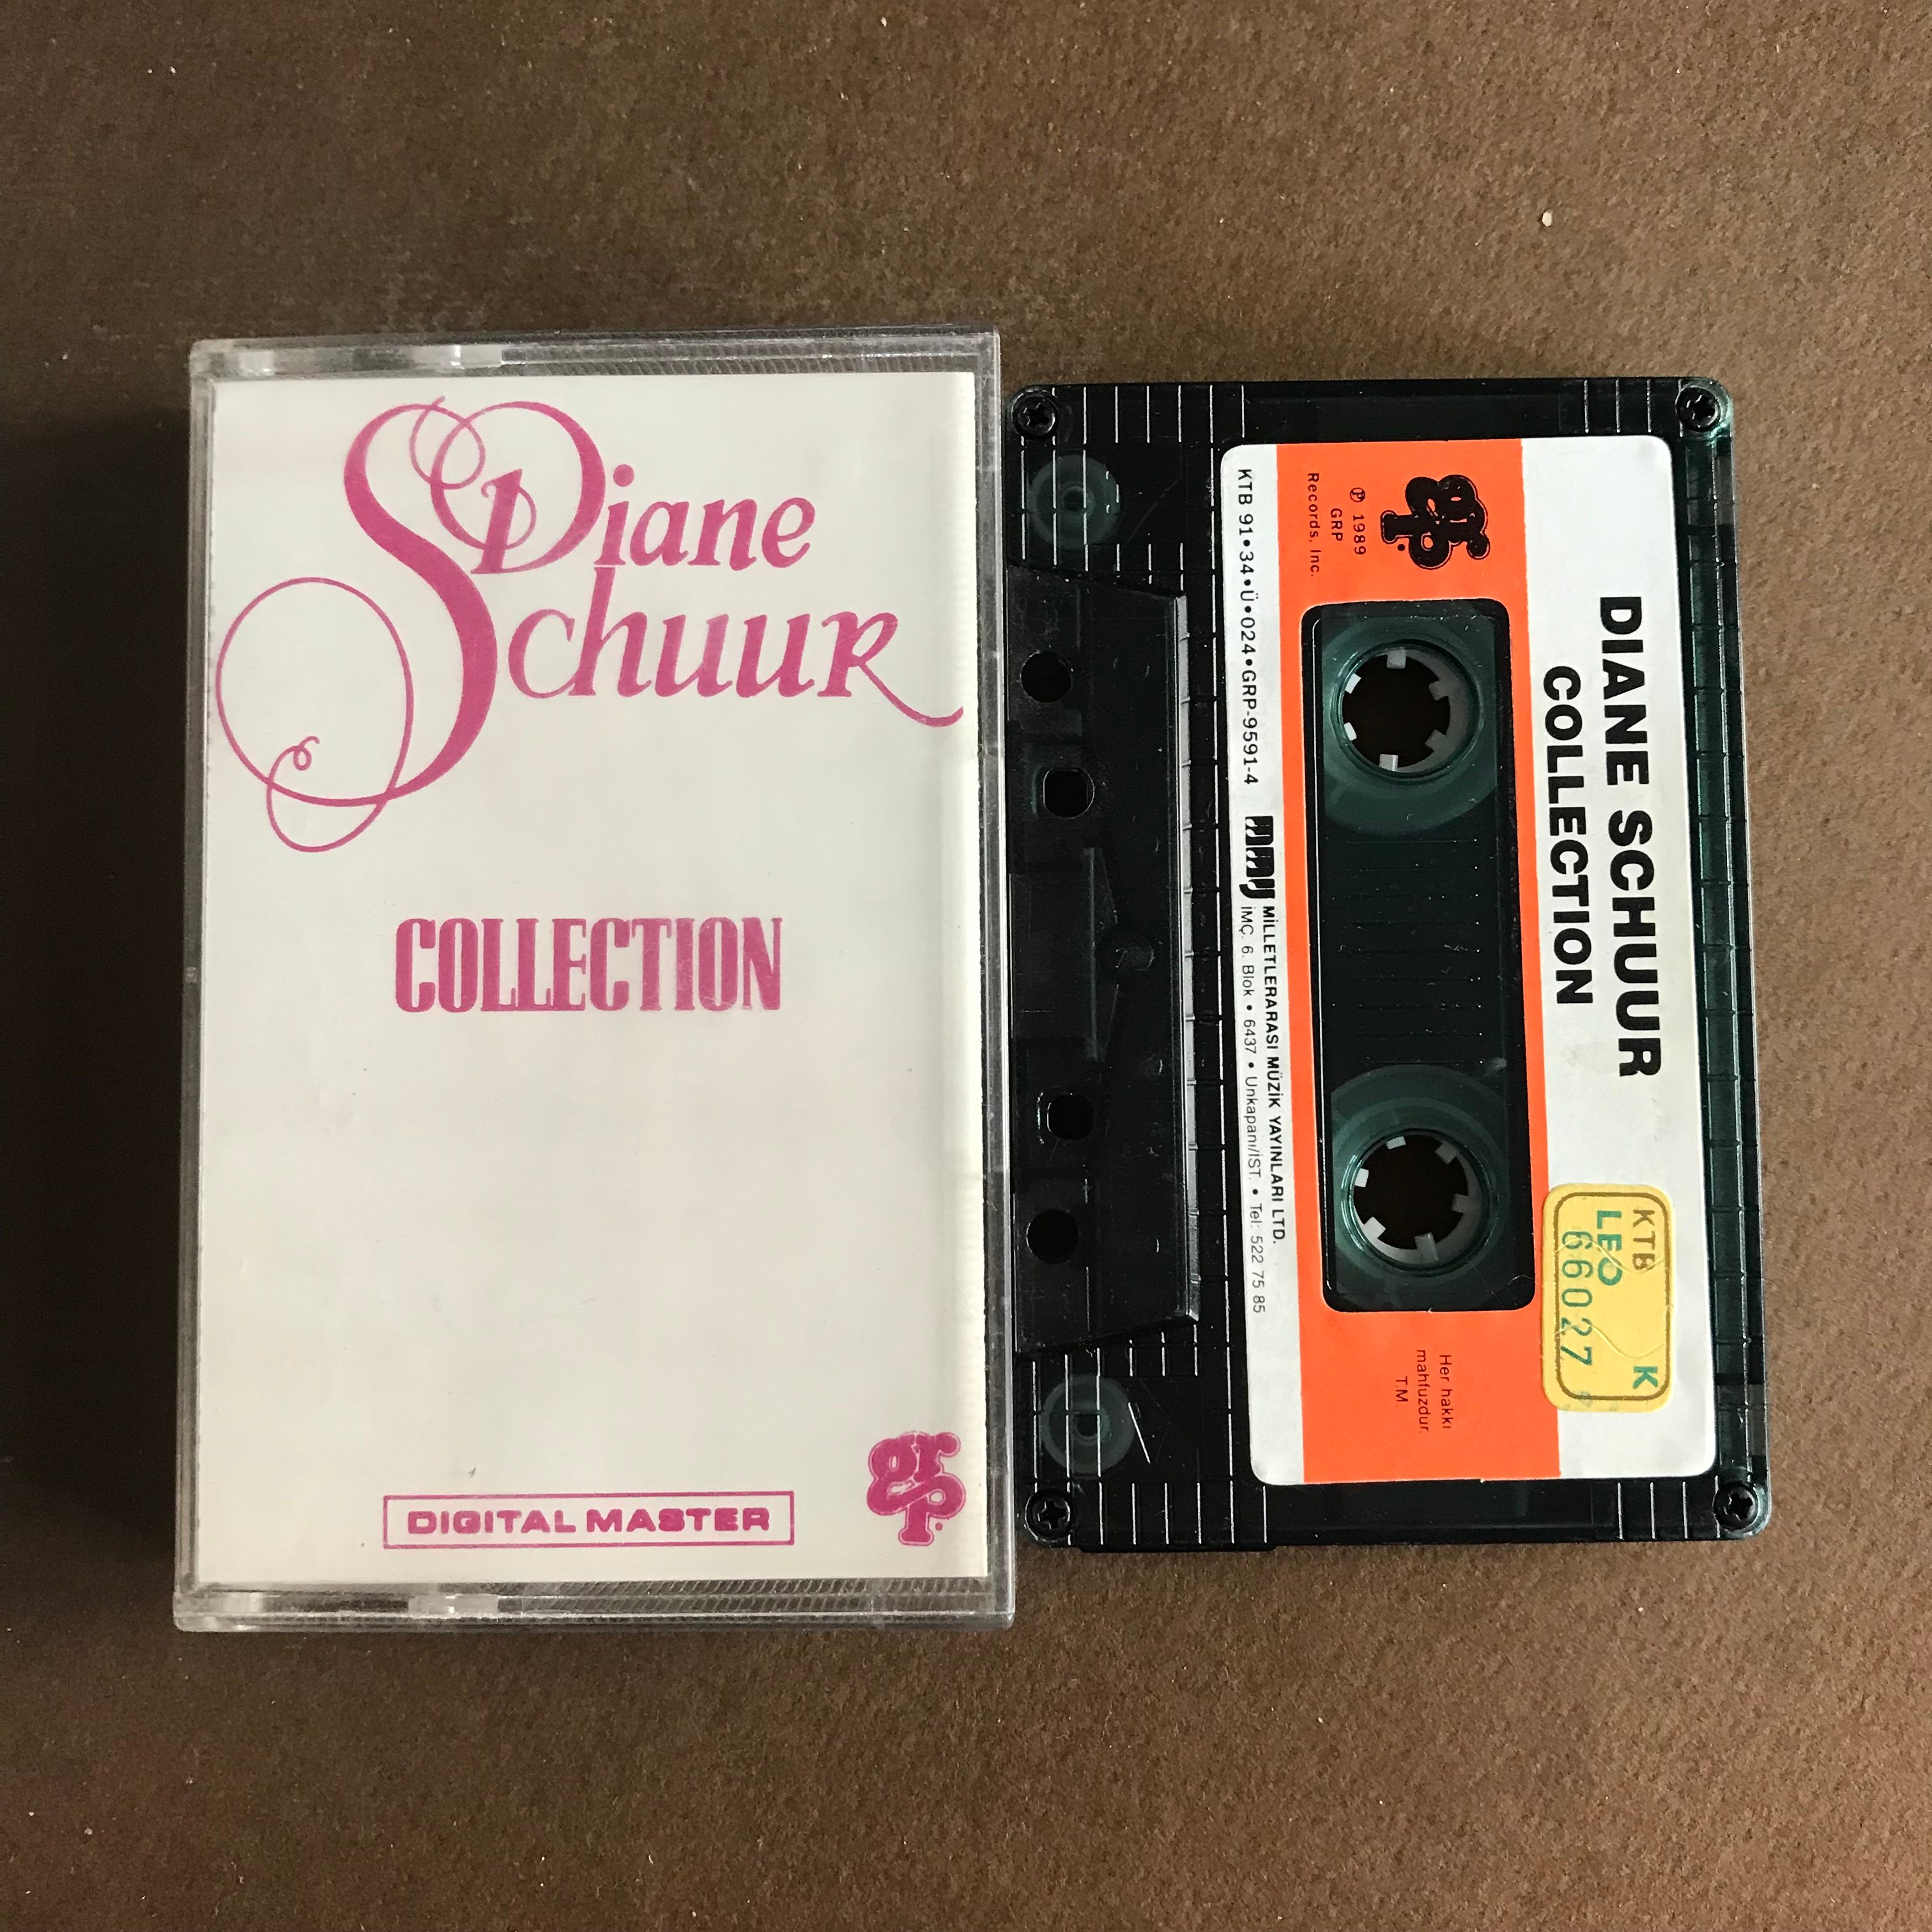 Diane
Schuur
COLLECTION
DIGITAL MASTER
grp
DIANE SCHUUR
COLLECTION
grp
℗ 1989
GRP
Records, Inc.
KTB
LEO K
66027
Her hakkı
mahfuzdur
T.M.
KTB 91•34•Ü•024•GRP-9591-4
MMY MİLLETLERARASI MÜZİK YAYINLARI LTD.
İMÇ. 6. Blok • 6437 • Unkapanı/İST. • Tel: 522 75 85